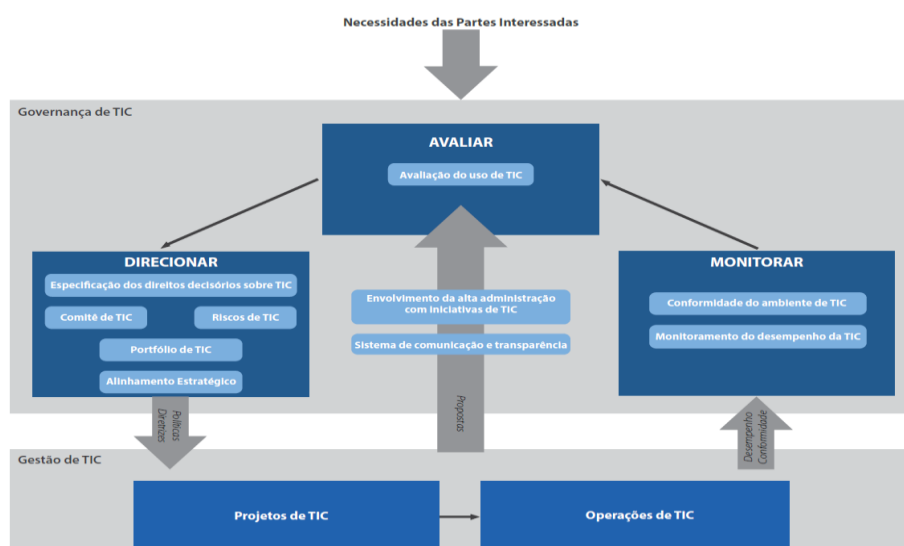 Necessidades das Partes Interessadas
Governança de TIC
AVALIAR
Avaliação do uso de TIC
DIRECIONAR
Especificação dos direitos decisórios sobre TIC
Comitê de TIC
Riscos de TIC
Portfólio de TIC
Alinhamento Estratégico
Envolvimento da alta administração
com iniciativas de TIC
Sistema de comunicação e transparência
MONITORAR
Conformidade do ambiente de TIC
Monitoramento do desempenho da TIC
Políticas
Diretrizes
Propostas
Desempenho
Conformidade
Gestão de TIC
Projetos de TIC
Operações de TIC